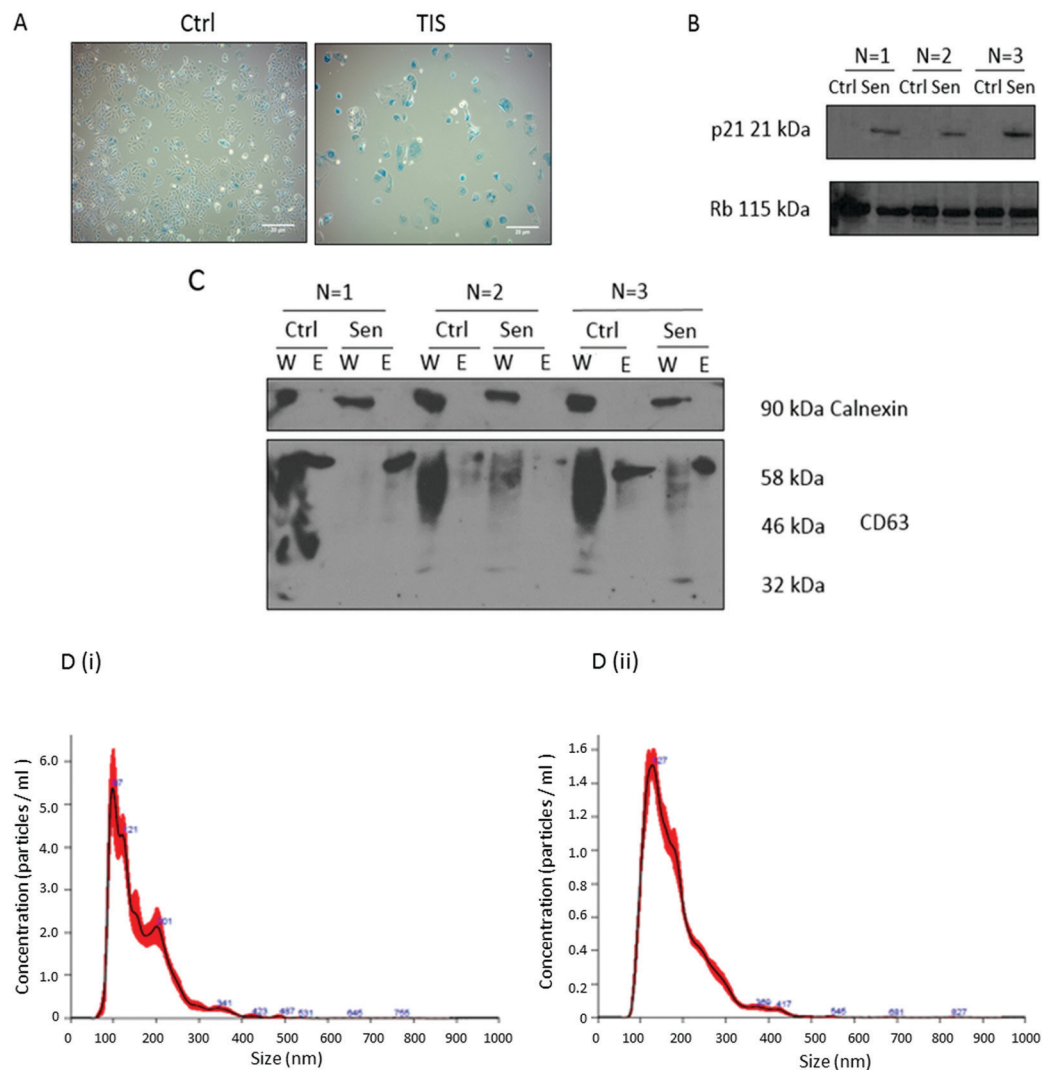 A
Ctrl
TIS
20 µm
20 µm
B
N=1 N=2 N=3
Ctrl Sen Ctrl Sen Ctrl Sen
p21 21 kDa
Rb 115 kDa
C
N=1 N=2 N=3
Ctrl Sen Ctrl Sen Ctrl Sen
W E W E W E W E W E W E
90 kDa Calnexin
58 kDa
46 kDa CD63
32 kDa
D (i)
Concentration (particles / ml )
6.0
5.0
4.0
3.0
2.0
1.0
0
341 423 487 531 646 755
0 100 200 300 400 500 600 700 800 900 1000
Size (nm)
D (ii)
Concentration (particles / ml )
1.6
1.4
1.2
1.0
0.8
0.6
0.4
0.2
0
417 545 691 827
0 100 200 300 400 500 600 700 800 900 1000
Size (nm)